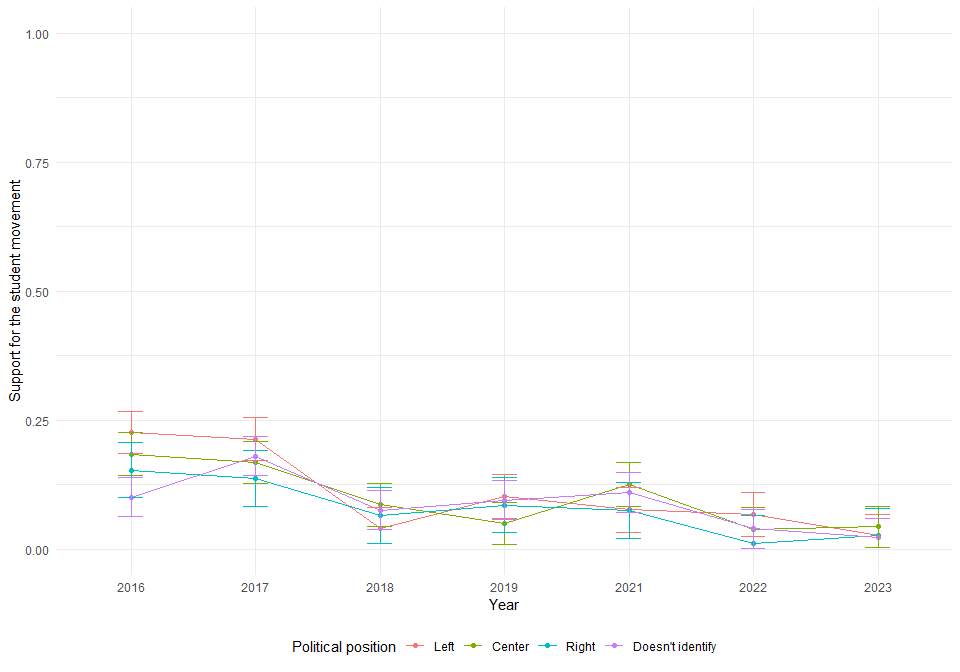 Support for the student movement
1.00
0.75
0.50
0.25
0.00
2016 2017 2018 2019 2021 2022 2023
Year
Political position Left Center Right Doesn't identify